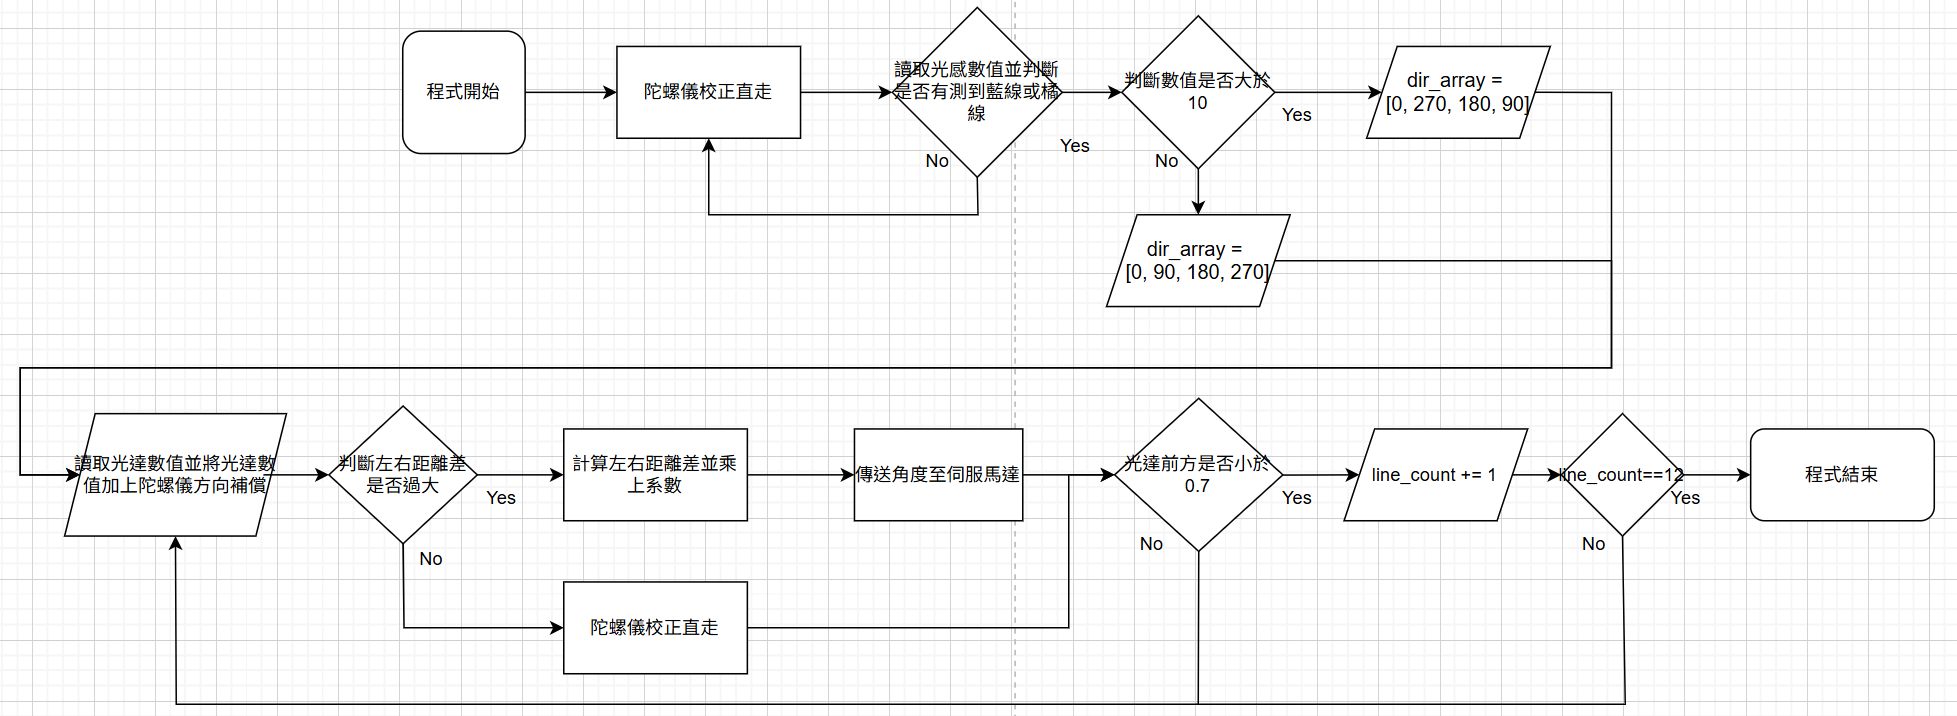 程式開始
陀螺儀校正直走
讀取光感數值並判斷
是否有測到藍線或橘
線
No
Yes
判斷數值是否大於
10
Yes
No
dir_array =
[0, 270, 180, 90]
dir_array =
[0, 90, 180, 270]
讀取光達數值並將光達數
值加上陀螺儀方向補償
判斷左右距離差
是否過大
Yes
No
計算左右距離差並乘
上系數
陀螺儀校正直走
傳送角度至伺服馬達
光達前方是否小於
0.7
Yes
No
line_count += 1
line_count==12
Yes
No
程式結束